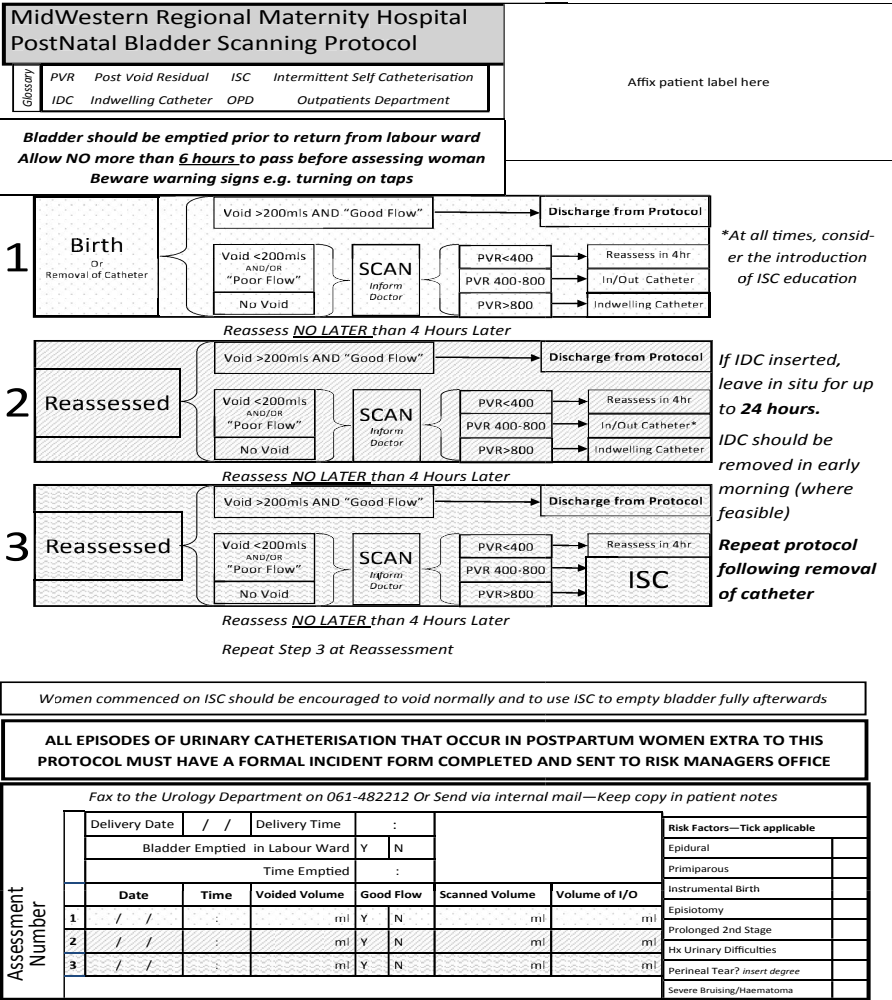 MidWestern Regional Maternity Hospital
PostNatal Bladder Scanning Protocol
Glossary
PVR Post Void Residual ISC Intermittent Self Catheterisation
IDC Indwelling Catheter OPD Outpatients Department
Affix patient label here
Bladder should be emptied prior to return from labour ward
Allow NO more than 6 hours to pass before assessing woman
Beware warning signs e.g. turning on taps
1
Birth
Or
Removal of Catheter
Void >200mls AND “Good Flow”
Discharge from Protocol
Void <200mls
AND/OR
“Poor Flow”
No Void
SCAN
Inform
Doctor
PVR<400
Reassess in 4hr
PVR 400-800
In/Out Catheter
PVR>800
Indwelling Catheter
*At all times, consid-
er the introduction
of ISC education
Reassess NO LATER than 4 Hours Later
2
Reassessed
Void >200mls AND “Good Flow”
Discharge from Protocol
Void <200mls
AND/OR
“Poor Flow”
No Void
SCAN
Inform
Doctor
PVR<400
Reassess in 4hr
PVR 400-800
In/Out Catheter*
PVR>800
Indwelling Catheter
If IDC inserted,
leave in situ for up
to 24 hours.
IDC should be
removed in early
morning (where
feasible)
Repeat protocol
following removal
of catheter
Reassess NO LATER than 4 Hours Later
3
Reassessed
Void >200mls AND “Good Flow”
Discharge from Protocol
Void <200mls
AND/OR
“Poor Flow”
No Void
SCAN
Inform
Doctor
PVR<400
Reassess in 4hr
PVR 400-800
PVR>800
ISC
Reassess NO LATER than 4 Hours Later
Repeat Step 3 at Reassessment
Women commenced on ISC should be encouraged to void normally and to use ISC to empty bladder fully afterwards
ALL EPISODES OF URINARY CATHETERISATION THAT OCCUR IN POSTPARTUM WOMEN EXTRA TO THIS
PROTOCOL MUST HAVE A FORMAL INCIDENT FORM COMPLETED AND SENT TO RISK MANAGERS OFFICE
Fax to the Urology Department on 061-482212 Or Send via internal mail—Keep copy in patient notes
Assessment
Number
Delivery Date / / Delivery Time :
Bladder Emptied in Labour Ward Y N
Time Emptied :
Date Time Voided Volume Good Flow Scanned Volume Volume of I/O
1 / / : ml Y N ml ml
2 / / : ml Y N ml ml
3 / / : ml Y N ml ml
Risk Factors—Tick applicable
Epidural
Primiparous
Instrumental Birth
Episiotomy
Prolonged 2nd Stage
Hx Urinary Difficulties
Perineal Tear? insert degree
Severe Bruising/Haematoma